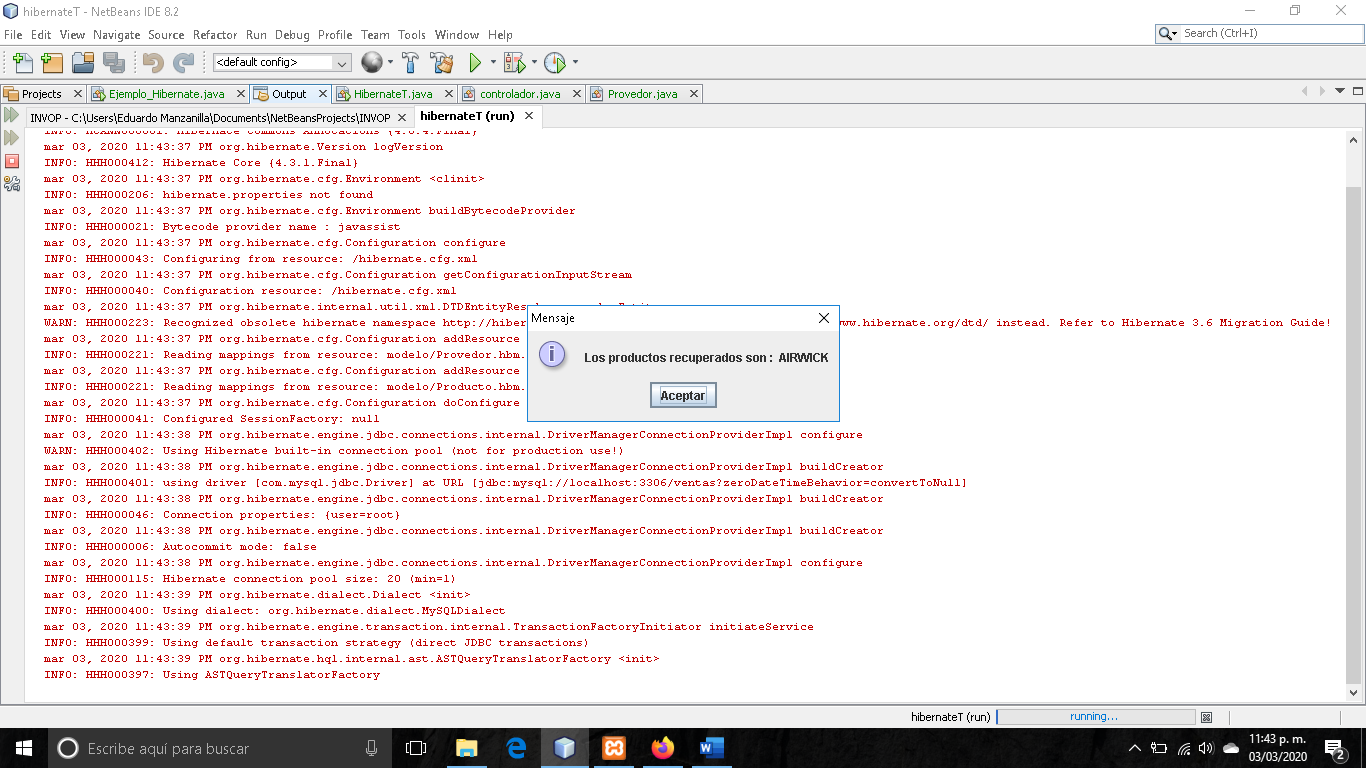 hibernateT - NetBeans IDE 8.2
File Edit View Navigate Source Refactor Run Debug Profile Team Tools Window Help
Search (Ctrl+I)
<default config>
Projects Ejemplo_Hibernate.java Output HibernateT.java controlador.java Provedor.java
INVOP - C:\Users\Eduardo Manzanilla\Documents\NetBeansProjects\INVOP hibernateT (run)
INFO: HCANN000001: Hibernate Commons Annotations {4.0.4.Final}
mar 03, 2020 11:43:37 PM org.hibernate.Version logVersion
INFO: HHH000412: Hibernate Core {4.3.1.Final}
mar 03, 2020 11:43:37 PM org.hibernate.cfg.Environment <clinit>
INFO: HHH000206: hibernate.properties not found
mar 03, 2020 11:43:37 PM org.hibernate.cfg.Environment buildBytecodeProvider
INFO: HHH000021: Bytecode provider name : javassist
mar 03, 2020 11:43:37 PM org.hibernate.cfg.Configuration configure
INFO: HHH000043: Configuring from resource: /hibernate.cfg.xml
mar 03, 2020 11:43:37 PM org.hibernate.cfg.Configuration getConfigurationInputStream
INFO: HHH000040: Configuration resource: /hibernate.cfg.xml
mar 03, 2020 11:43:37 PM org.hibernate.internal.util.xml.DTDEntityRes
WARN: HHH000223: Recognized obsolete hibernate namespace http://hiber ww.hibernate.org/dtd/ instead. Refer to Hibernate 3.6 Migration Guide!
mar 03, 2020 11:43:37 PM org.hibernate.cfg.Configuration addResource
INFO: HHH000221: Reading mappings from resource: modelo/Provedor.hbm.
mar 03, 2020 11:43:37 PM org.hibernate.cfg.Configuration addResource
INFO: HHH000221: Reading mappings from resource: modelo/Producto.hbm.
mar 03, 2020 11:43:37 PM org.hibernate.cfg.Configuration doConfigure
INFO: HHH000041: Configured SessionFactory: null
mar 03, 2020 11:43:38 PM org.hibernate.engine.jdbc.connections.internal.DriverManagerConnectionProviderImpl configure
WARN: HHH000402: Using Hibernate built-in connection pool (not for production use!)
mar 03, 2020 11:43:38 PM org.hibernate.engine.jdbc.connections.internal.DriverManagerConnectionProviderImpl buildCreator
INFO: HHH000401: using driver [com.mysql.jdbc.Driver] at URL [jdbc:mysql://localhost:3306/ventas?zeroDateTimeBehavior=convertToNull]
mar 03, 2020 11:43:38 PM org.hibernate.engine.jdbc.connections.internal.DriverManagerConnectionProviderImpl buildCreator
INFO: HHH000046: Connection properties: {user=root}
mar 03, 2020 11:43:38 PM org.hibernate.engine.jdbc.connections.internal.DriverManagerConnectionProviderImpl buildCreator
INFO: HHH000006: Autocommit mode: false
mar 03, 2020 11:43:38 PM org.hibernate.engine.jdbc.connections.internal.DriverManagerConnectionProviderImpl configure
INFO: HHH000115: Hibernate connection pool size: 20 (min=1)
mar 03, 2020 11:43:39 PM org.hibernate.dialect.Dialect <init>
INFO: HHH000400: Using dialect: org.hibernate.dialect.MySQLDialect
mar 03, 2020 11:43:39 PM org.hibernate.engine.transaction.internal.TransactionFactoryInitiator initiateService
INFO: HHH000399: Using default transaction strategy (direct JDBC transactions)
mar 03, 2020 11:43:39 PM org.hibernate.hql.internal.ast.ASTQueryTranslatorFactory <init>
INFO: HHH000397: Using ASTQueryTranslatorFactory
Mensaje
Los productos recuperados son : AIRWICK
Aceptar
hibernateT (run) running...
Escribe aquí para buscar
11:43 p. m.
03/03/2020
2